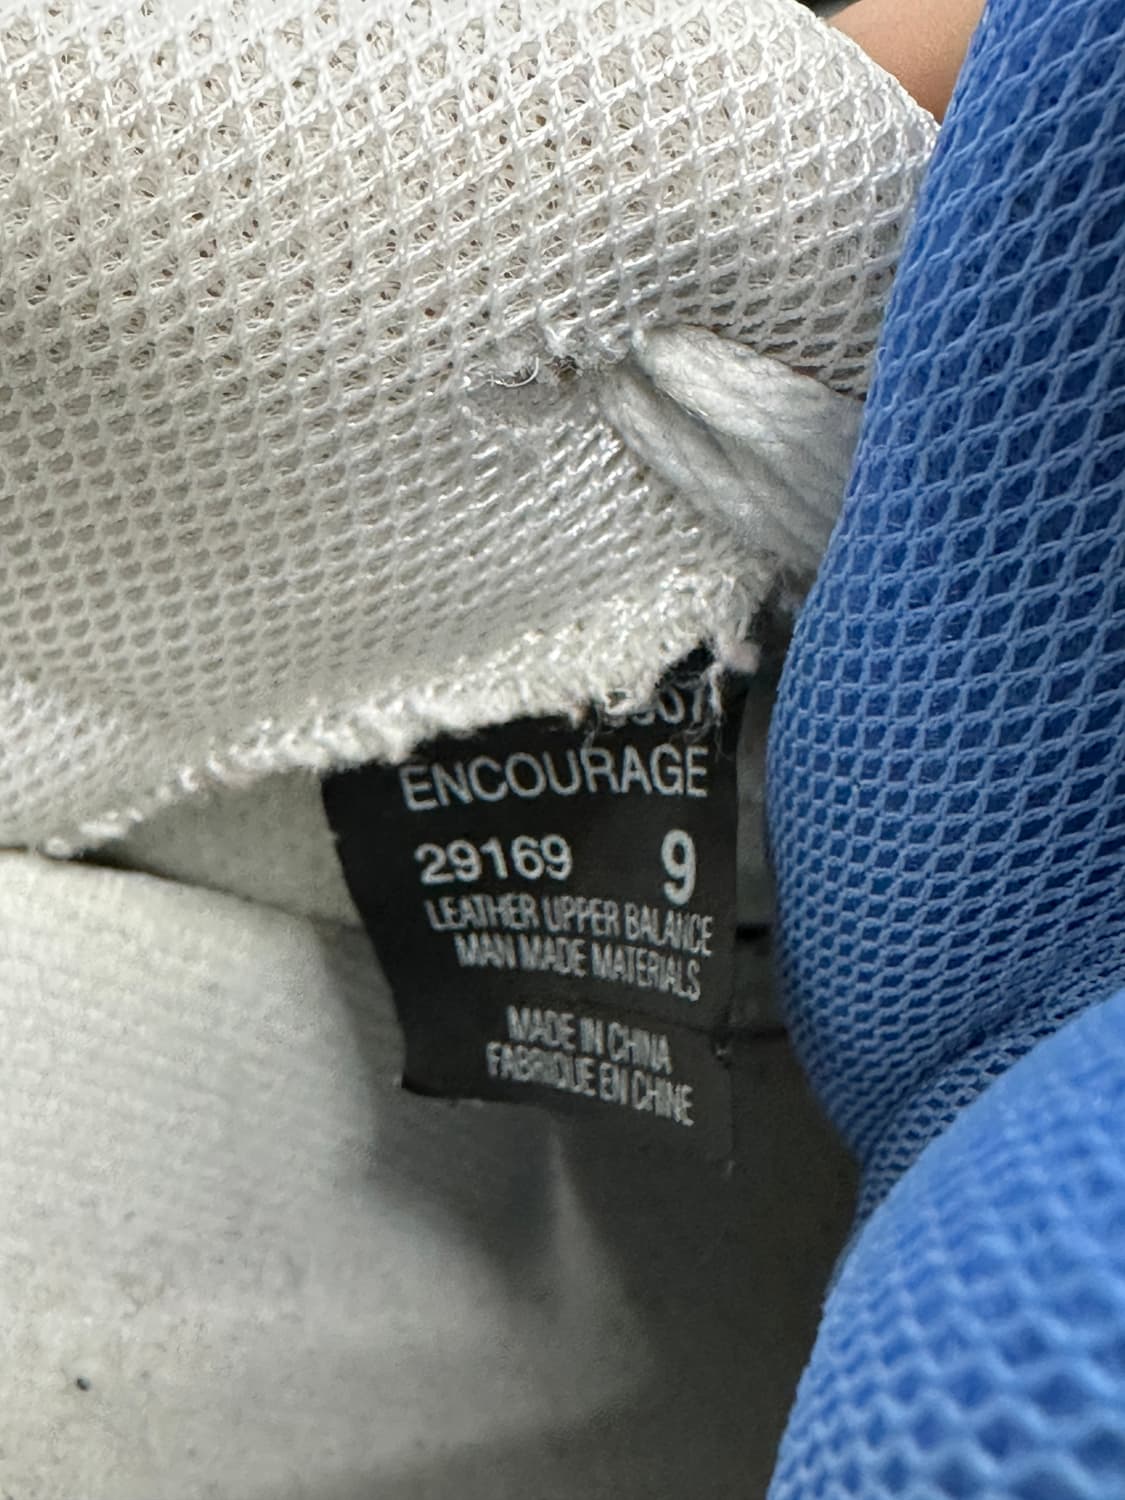 ENCOURAGE
29169 9
LEATHER UPPER BALANCE
MAN MADE MATERIALS
MADE IN CHINA
FABRIQUE EN CHINE